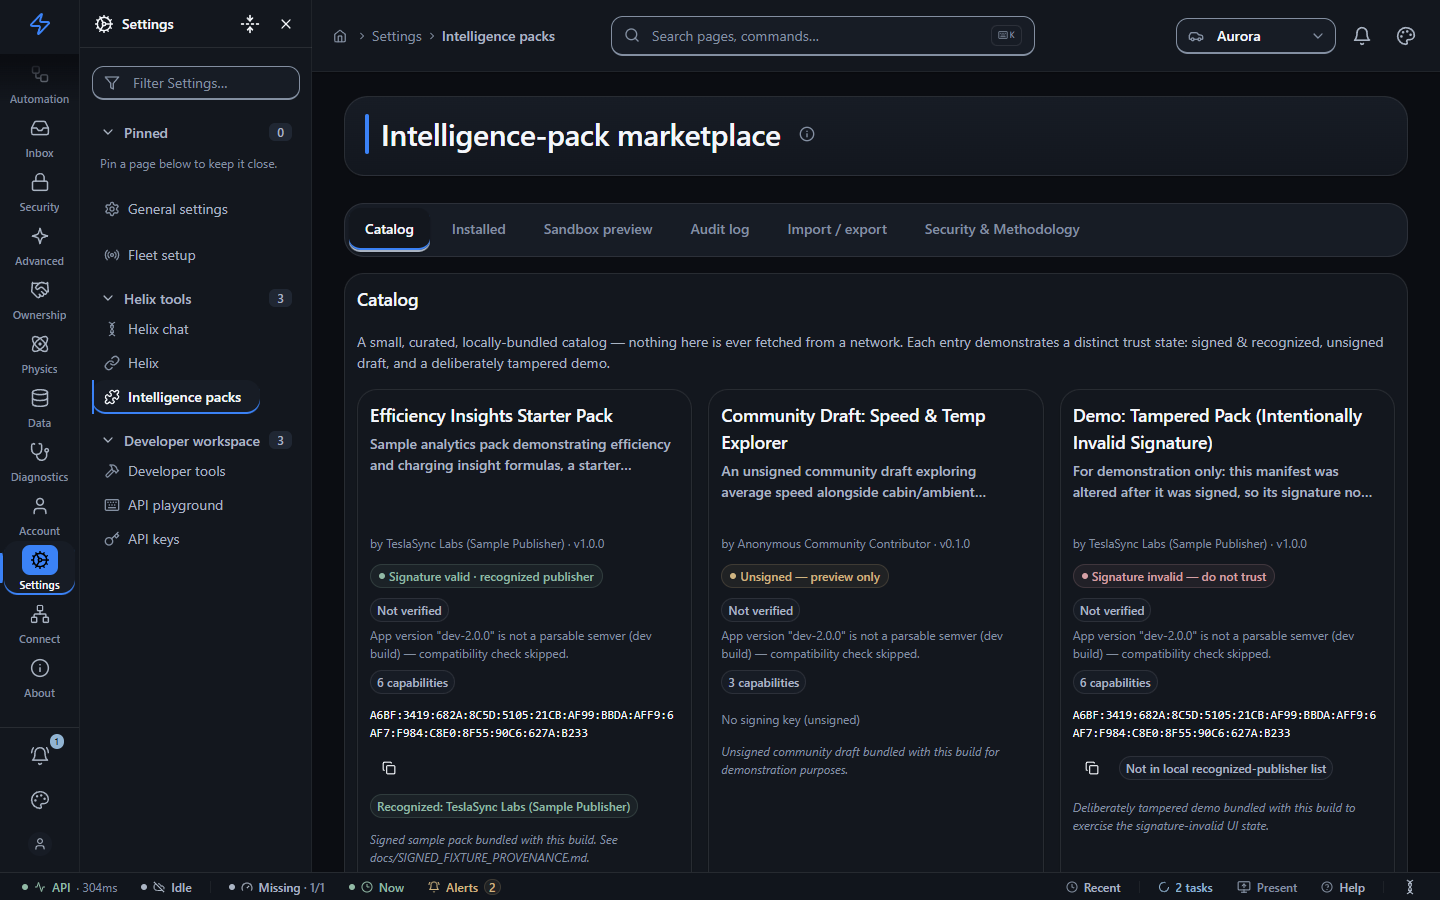 Settings
Settings
Intelligence packs
Search pages, commands...
K
Aurora
Automation
Inbox
Security
Advanced
Ownership
Physics
Data
Diagnostics
Account
Settings
Connect
About
1
Filter Settings...
Pinned
0
Pin a page below to keep it close.
General settings
Fleet setup
Helix tools
3
Helix chat
Helix
Intelligence packs
Developer workspace
3
Developer tools
API playground
API keys
Intelligence-pack marketplace
Catalog
Installed
Sandbox preview
Audit log
Import / export
Security & Methodology
Catalog
A small, curated, locally-bundled catalog — nothing here is ever fetched from a network. Each entry demonstrates a distinct trust state: signed & recognized, unsigned
draft, and a deliberately tampered demo.
Efficiency Insights Starter Pack
Sample analytics pack demonstrating efficiency
and charging insight formulas, a starter...
by TeslaSync Labs (Sample Publisher) · v1.0.0
Signature valid · recognized publisher
Not verified
App version "dev-2.0.0" is not a parsable semver (dev
build) — compatibility check skipped.
6 capabilities
A6BF:3419:682A:8C5D:5105:21CB:AF99:BBDA:AFF9:6
AF7:F984:C8E0:8F55:90C6:627A:B233
Recognized: TeslaSync Labs (Sample Publisher)
Signed sample pack bundled with this build. See
docs/SIGNED_FIXTURE_PROVENANCE.md.
Community Draft: Speed & Temp
Explorer
An unsigned community draft exploring
average speed alongside cabin/ambient...
by Anonymous Community Contributor · v0.1.0
Unsigned — preview only
Not verified
App version "dev-2.0.0" is not a parsable semver (dev
build) — compatibility check skipped.
3 capabilities
No signing key (unsigned)
Unsigned community draft bundled with this build for
demonstration purposes.
Demo: Tampered Pack (Intentionally
Invalid Signature)
For demonstration only: this manifest was
altered after it was signed, so its signature no...
by TeslaSync Labs (Sample Publisher) · v1.0.0
Signature invalid — do not trust
Not verified
App version "dev-2.0.0" is not a parsable semver (dev
build) — compatibility check skipped.
6 capabilities
A6BF:3419:682A:8C5D:5105:21CB:AF99:BBDA:AFF9:6
AF7:F984:C8E0:8F55:90C6:627A:B233
Not in local recognized-publisher list
Deliberately tampered demo bundled with this build to
exercise the signature-invalid UI state.
API · 304ms
Idle
Missing · 1/1
Now
Alerts 2
Recent
2 tasks
Present
Help